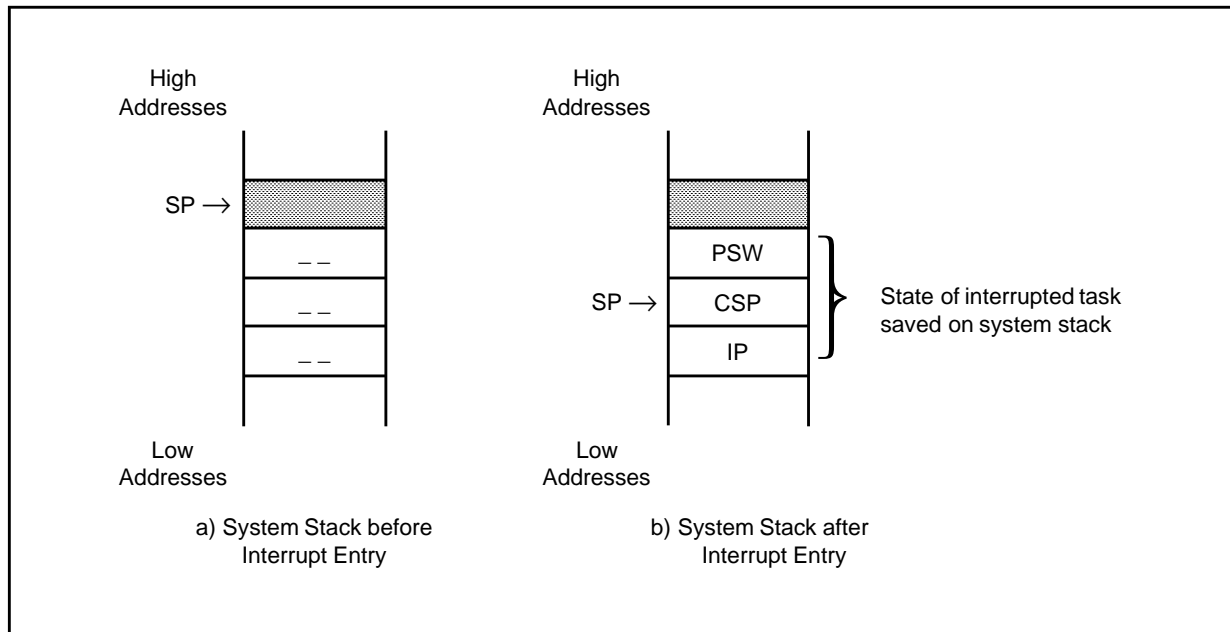 High
Addresses
SP →
_ _
_ _
_ _
Low
Addresses
a) System Stack before
Interrupt Entry
High
Addresses
PSW
SP → CSP
IP
State of interrupted task
saved on system stack
Low
Addresses
b) System Stack after
Interrupt Entry